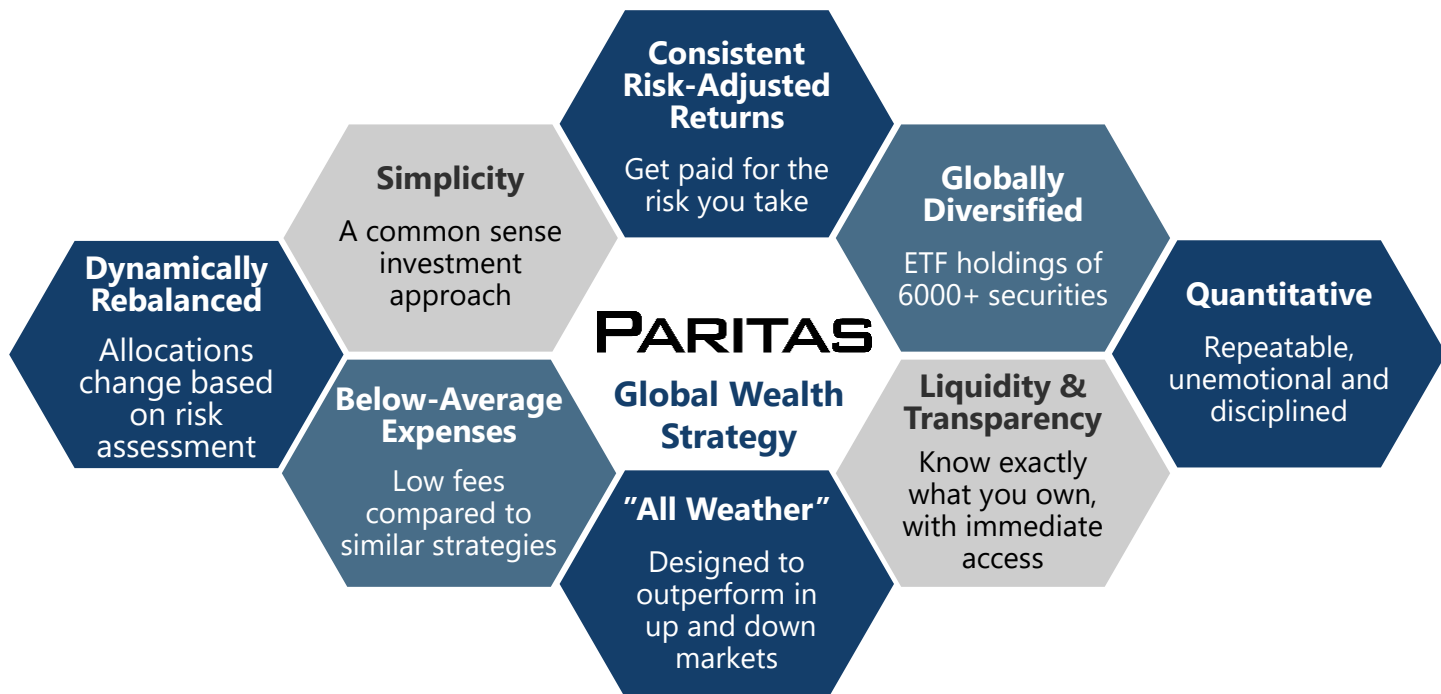 Consistent
Risk-Adjusted
Returns
Get paid for the
risk you take
Simplicity
A common sense
investment
approach
Globally
Diversified
ETF holdings of
6000+ securities
Dynamically
Rebalanced
Allocations
change based
on risk
assessment
PARITAS
Global Wealth
Strategy
Quantitative
Repeatable,
unemotional and
disciplined
Below-Average
Expenses
Low fees
compared to
similar strategies
Liquidity &
Transparency
Know exactly
what you own,
with immediate
access
”All Weather”
Designed to
outperform in
up and down
markets